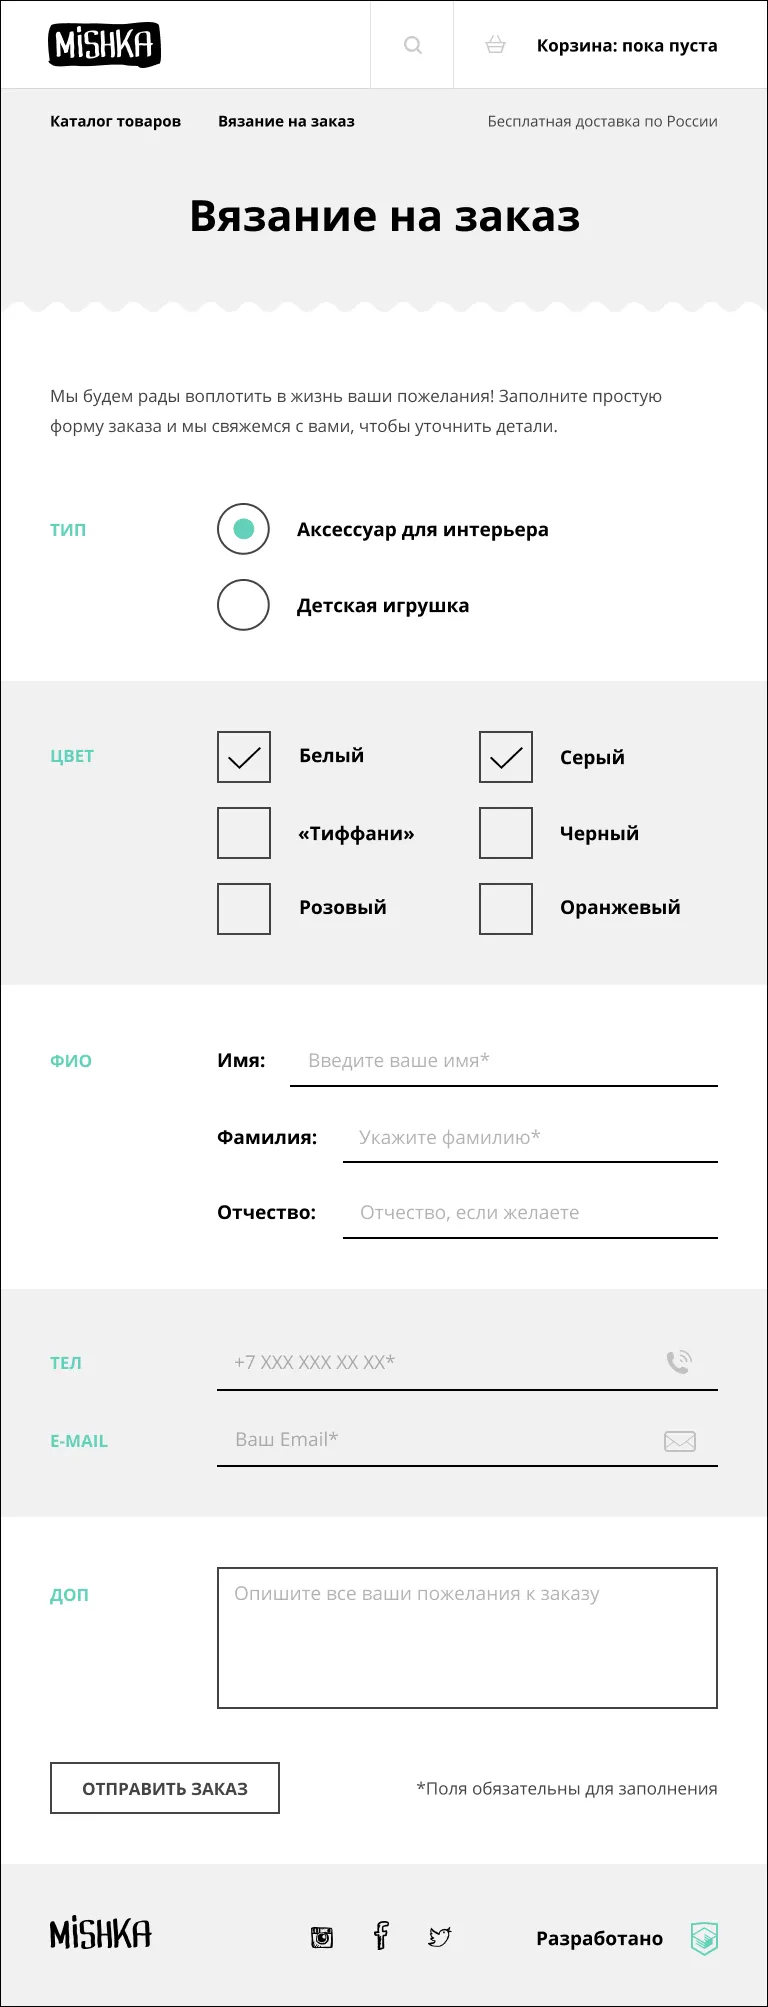 MiSHKA
Корзина: пока пуста
Каталог товаров
Вязание на заказ
Бесплатная доставка по России
Вязание на заказ
Мы будем рады воплотить в жизнь ваши пожелания! Заполните простую
форму заказа и мы свяжемся с вами, чтобы уточнить детали.
ТИП
Аксессуар для интерьера
Детская игрушка
ЦВЕТ
Белый
Серый
«Тиффани»
Черный
Розовый
Оранжевый
ФИО
Имя:
Введите ваше имя*
Фамилия:
Укажите фамилию*
Отчество:
Отчество, если желаете
ТЕЛ
+7 XXX XXX XX XX*
E-MAIL
Ваш Email*
ДОП
Опишите все ваши пожелания к заказу
ОТПРАВИТЬ ЗАКАЗ
*Поля обязательны для заполнения
MiSHKA
Разработано